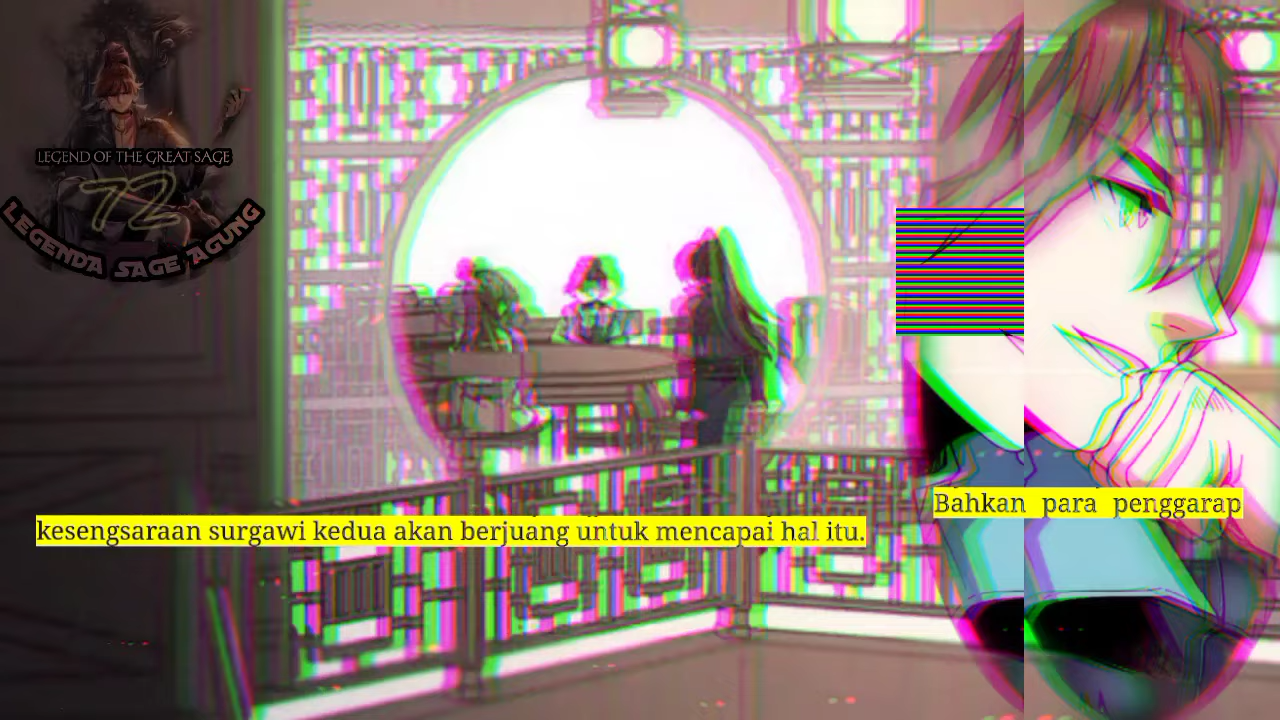 LEGEND OF THE GREAT SAGE
72
LEGENDA SAGE AGUNG
Bahkan para penggarap
kesengsaraan surgawi kedua akan berjuang untuk mencapai hal itu.